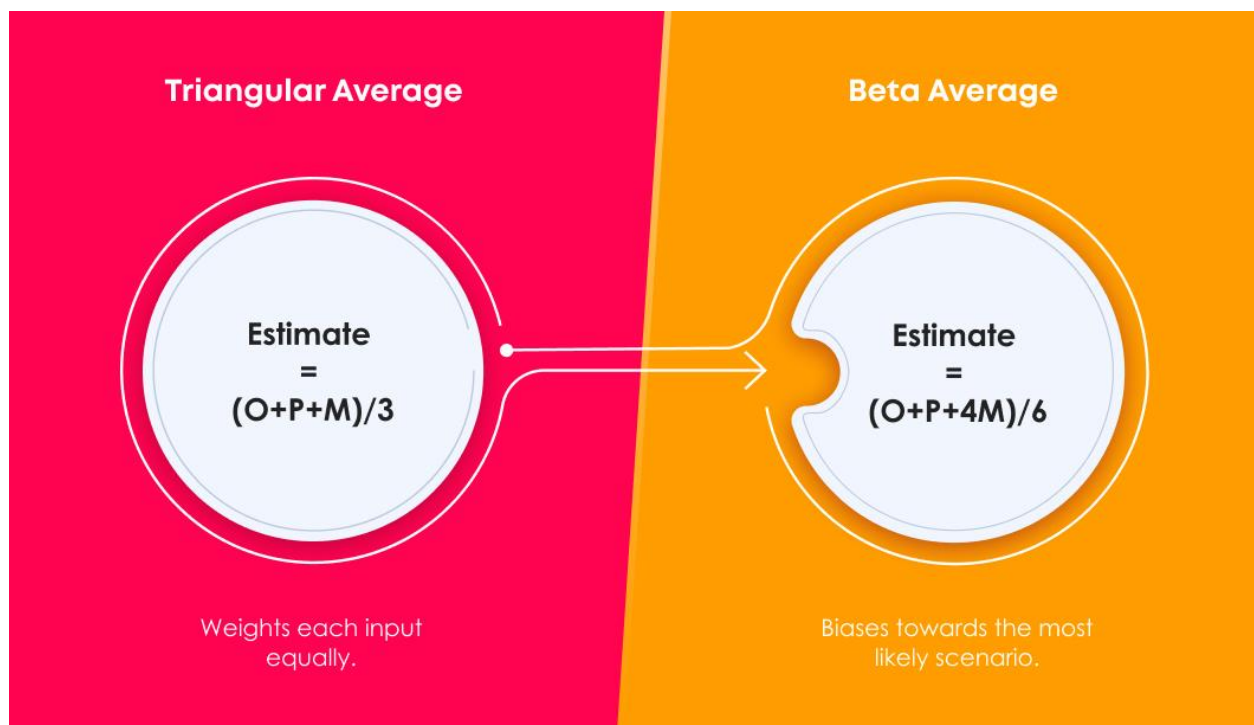 Triangular Average
Estimate
=
(O+P+M)/3
Weights each input
equally.
Beta Average
Estimate
=
(O+P+4M)/6
Biases towards the most
likely scenario.